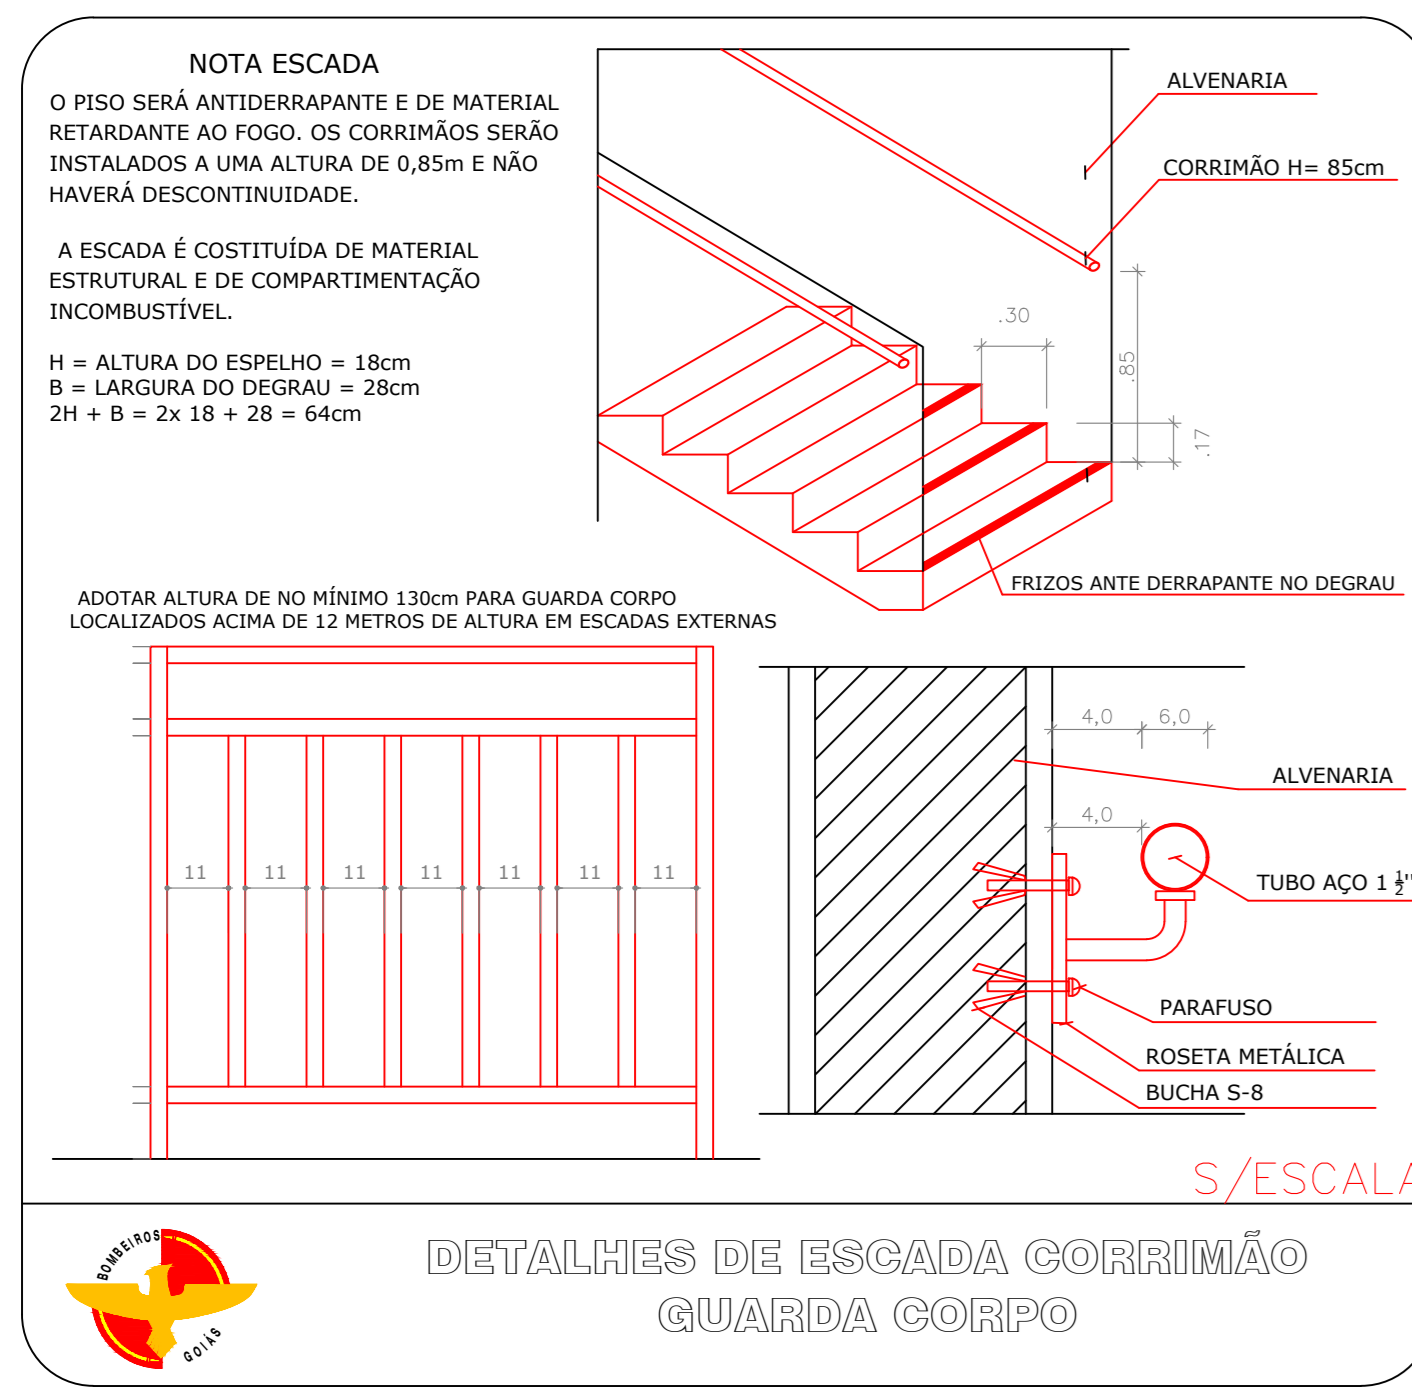 NOTA ESCADA
O PISO SERÁ ANTIDERRAPANTE E DE MATERIAL
RETARDANTE AO FOGO. OS CORRIMÃOS SERÃO
INSTALADOS A UMA ALTURA DE 0,85m E NÃO
HAVERÁ DESCONTINUIDADE.
A ESCADA É COSTITUÍDA DE MATERIAL
ESTRUTURAL E DE COMPARTIMENTAÇÃO
INCOMBUSTÍVEL.
H = ALTURA DO ESPELHO = 18cm
B = LARGURA DO DEGRAU = 28cm
2H + B = 2x 18 + 28 = 64cm
ALVENARIA
CORRIMÃO H= 85cm
.30
.85
.17
FRIZOS ANTE DERRAPANTE NO DEGRAU
ADOTAR ALTURA DE NO MÍNIMO 130cm PARA GUARDA CORPO
LOCALIZADOS ACIMA DE 12 METROS DE ALTURA EM ESCADAS EXTERNAS
11 11 11 11 11 11 11
4,0 6,0
ALVENARIA
4,0
TUBO AÇO 1 ½"
PARAFUSO
ROSETA METÁLICA
BUCHA S-8
S/ESCALA
BOMBEIROS
GOIÁS
DETALHES DE ESCADA CORRIMÃO
GUARDA CORPO